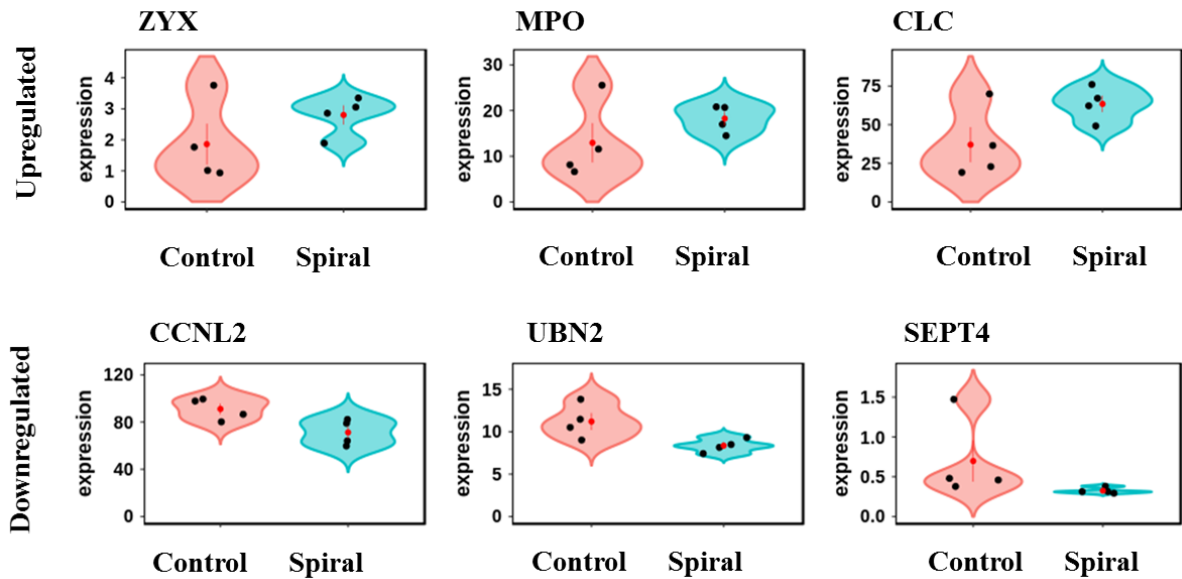 ZYX MPO CLC
Upregulated
expression
4
3
2
1
0
expression
30
20
10
0
expression
75
50
25
0
Control Spiral Control Spiral Control Spiral
CCNL2 UBN2 SEPT4
Downregulated
expression
120
80
40
0
expression
15
10
5
0
expression
1.5
1.0
0.5
0.0
Control Spiral Control Spiral Control Spiral